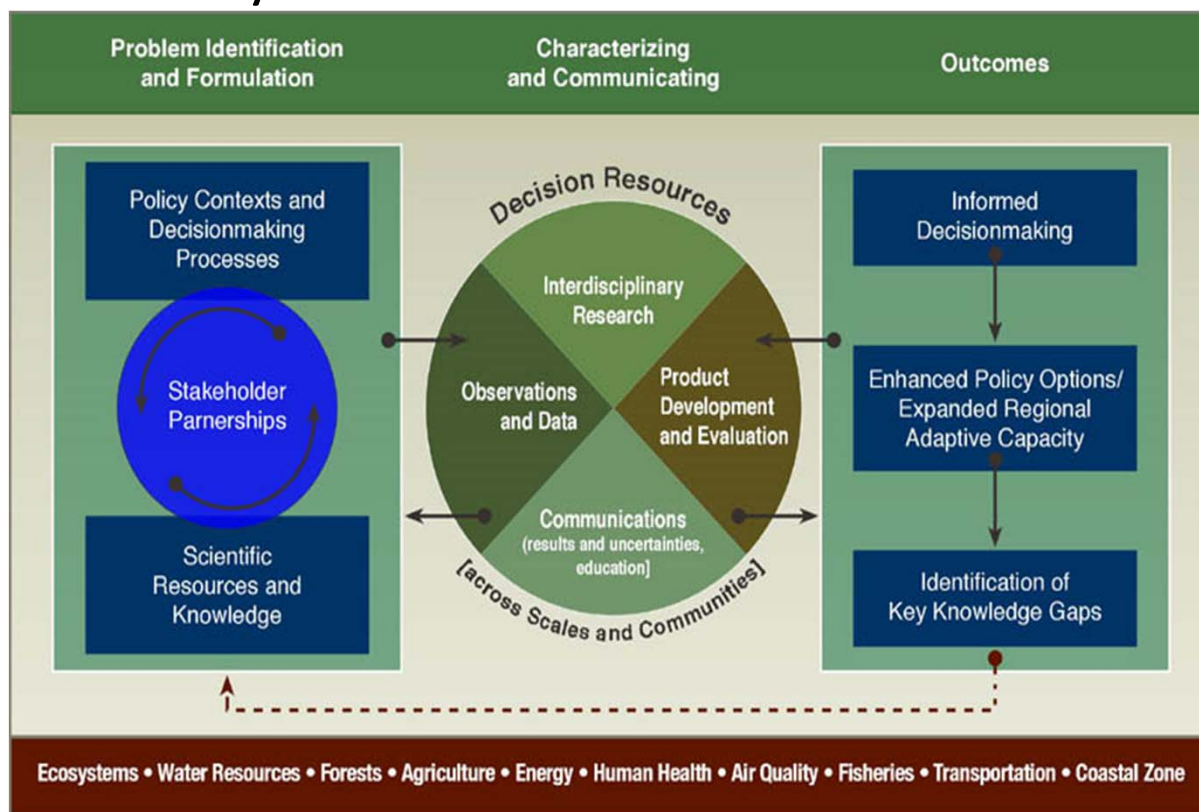 Problem Identification
and Formulation
Characterizing
and Communicating
Outcomes
Policy Contexts and
Decisionmaking
Processes
Stakeholder
Parnerships
Scientific
Resources and
Knowledge
Decision Resources
Interdisciplinary
Research
Observations
and Data
Product
Development
and Evaluation
Communications
(results and uncertainties,
education]
[across Scales and Communities]
Informed
Decisionmaking
Enhanced Policy Options/
Expanded Regional
Adaptive Capacity
Identification of
Key Knowledge Gaps
Ecosystems • Water Resources • Forests • Agriculture • Energy • Human Health • Air Quality • Fisheries • Transportation • Coastal Zone